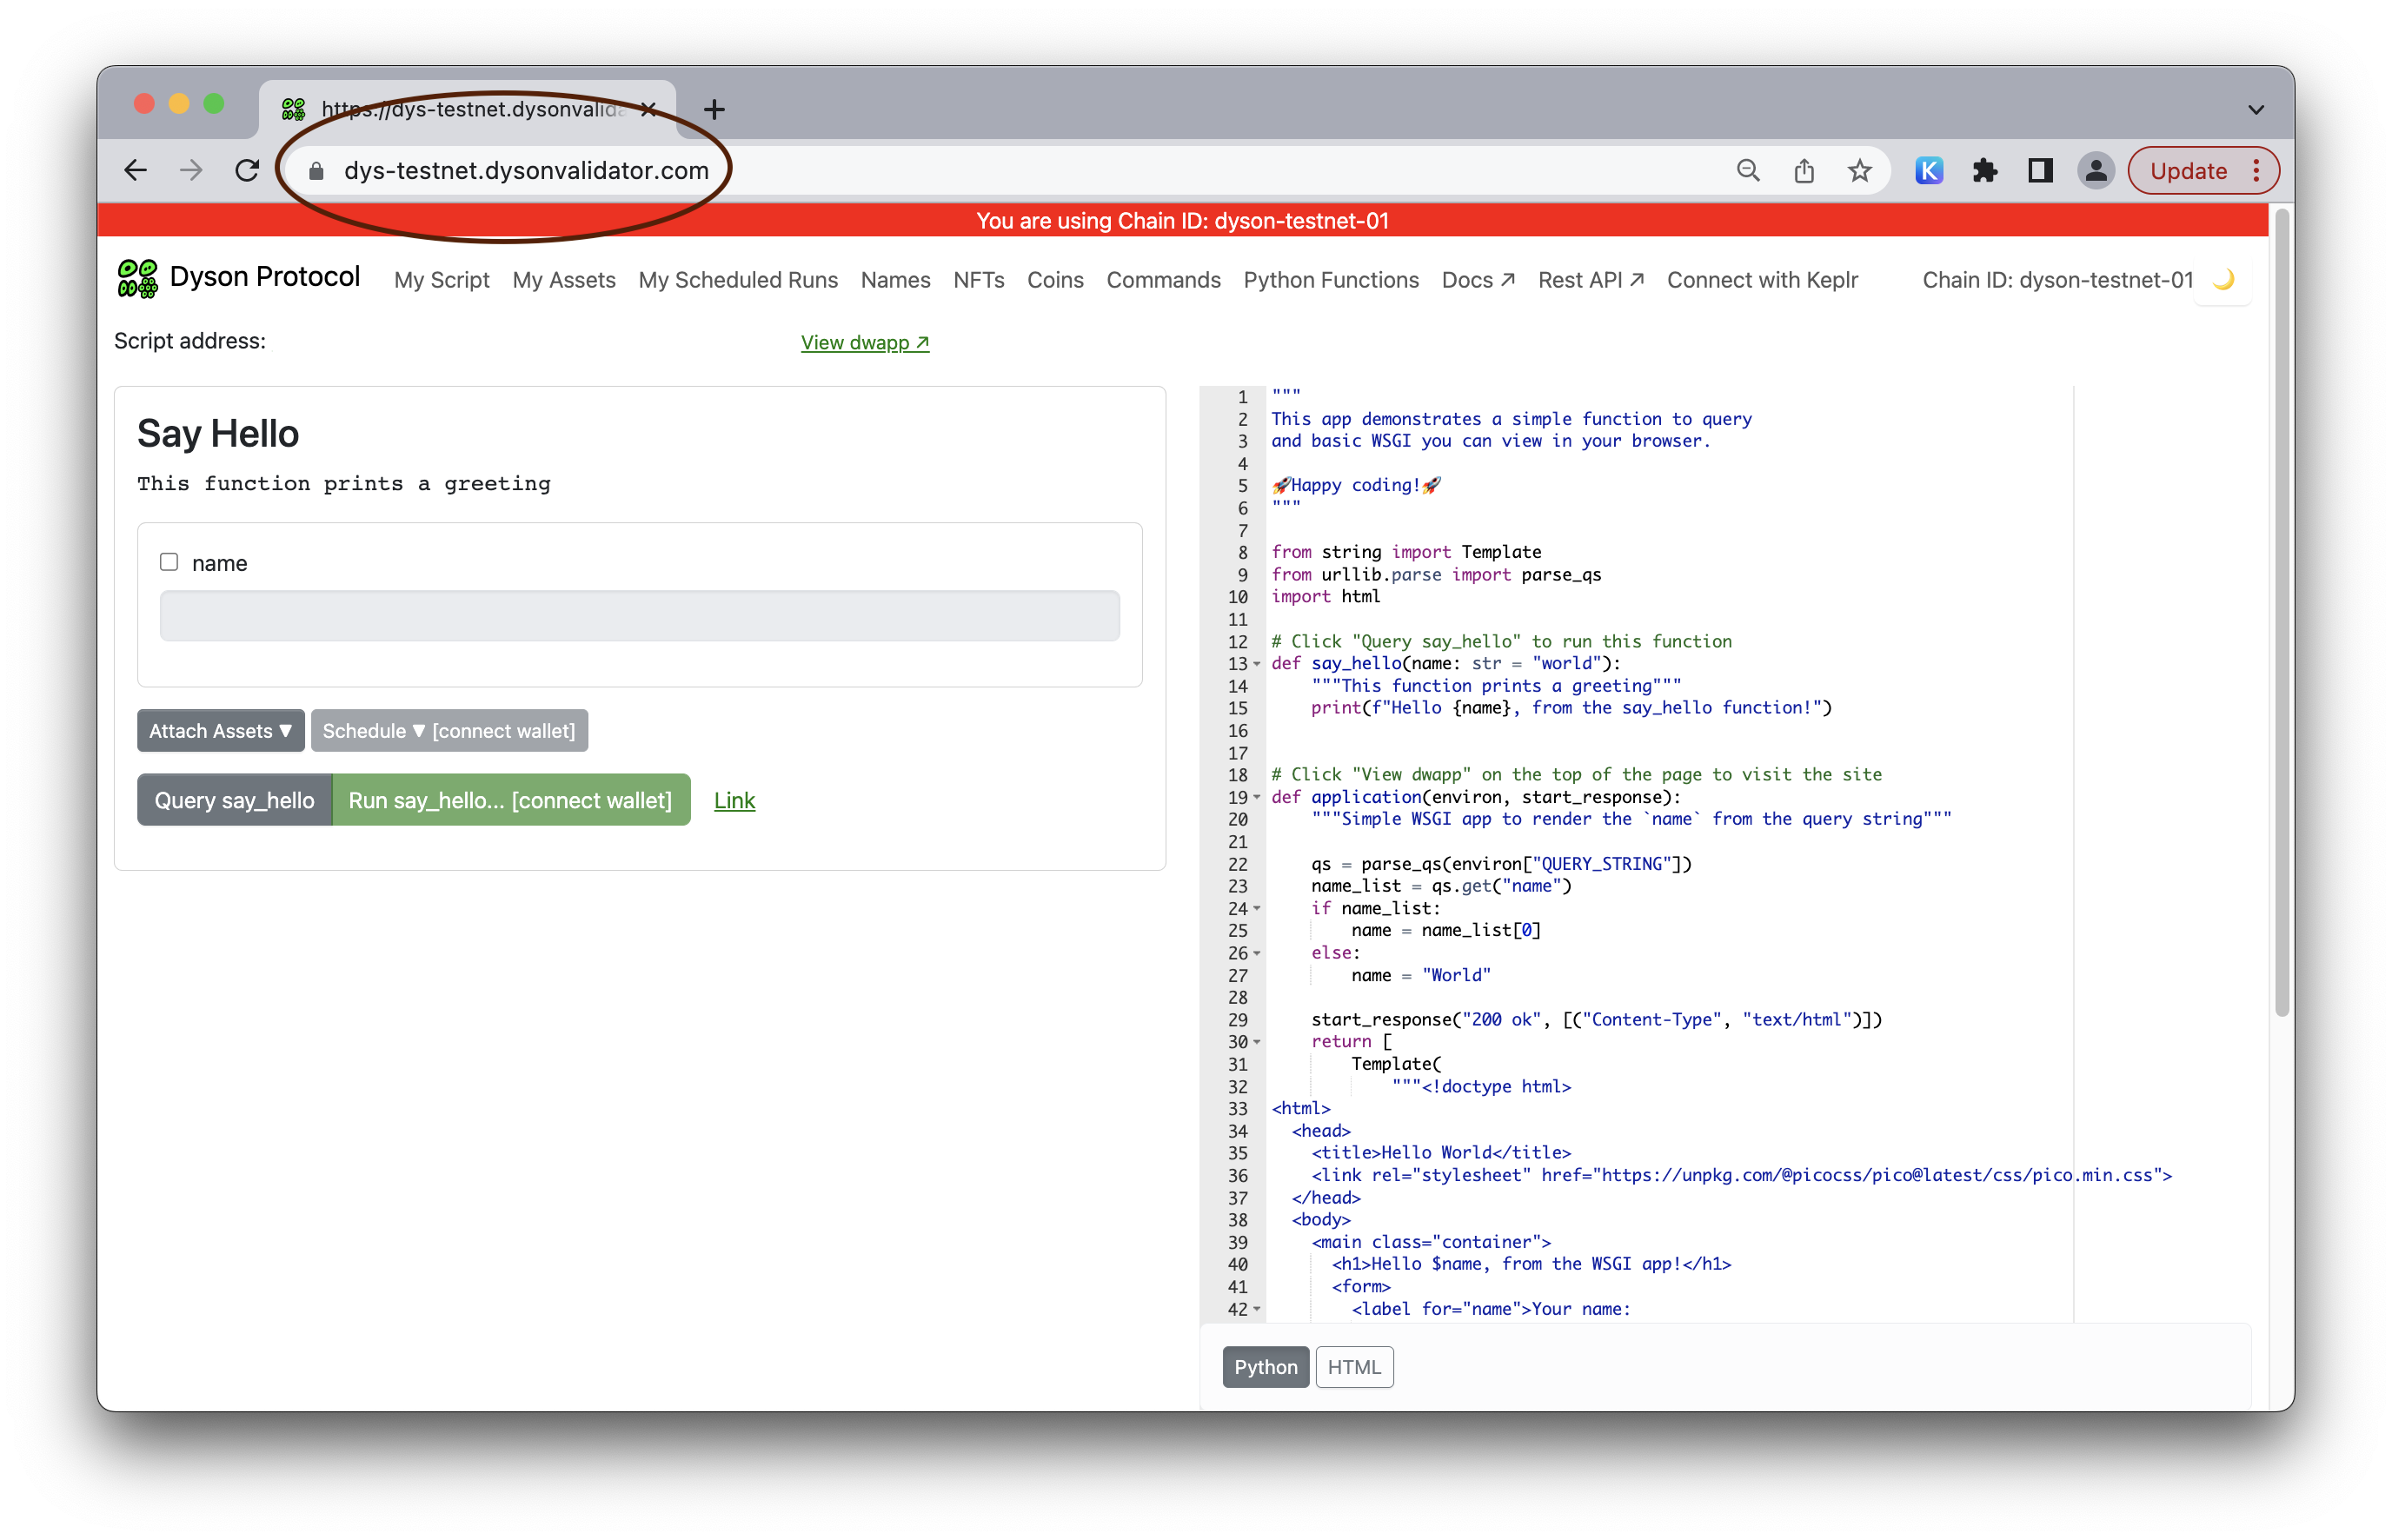 https://dys-testnet.dysonvalida
dys-testnet.dysonvalidator.com
K
Update
You are using Chain ID: dyson-testnet-01
Dyson Protocol My Script My Assets My Scheduled Runs Names NFTs Coins Commands Python Functions Docs ↗ Rest API ↗ Connect with Keplr Chain ID: dyson-testnet-01
Script address: View dwapp ↗
Say Hello
This function prints a greeting
name
Attach Assets ▼ Schedule ▼ [connect wallet]
Query say_hello Run say_hello... [connect wallet] Link
1 """
2 This app demonstrates a simple function to query
3 and basic WSGI you can view in your browser.
4
5 🚀Happy coding!🚀
6 """
7
8 from string import Template
9 from urllib.parse import parse_qs
10 import html
11
12 # Click "Query say_hello" to run this function
13 def say_hello(name: str = "world"):
14     """This function prints a greeting"""
15     print(f"Hello {name}, from the say_hello function!")
16
17
18 # Click "View dwapp" on the top of the page to visit the site
19 def application(environ, start_response):
20     """Simple WSGI app to render the `name` from the query string"""
21
22     qs = parse_qs(environ["QUERY_STRING"])
23     name_list = qs.get("name")
24     if name_list:
25         name = name_list[0]
26     else:
27         name = "World"
28
29     start_response("200 ok", [("Content-Type", "text/html")])
30     return [
31         Template(
32             """<!doctype html>
33 <html>
34   <head>
35     <title>Hello World</title>
36     <link rel="stylesheet" href="https://unpkg.com/@picocss/pico@latest/css/pico.min.css">
37   </head>
38   <body>
39     <main class="container">
40       <h1>Hello $name, from the WSGI app!</h1>
41       <form>
42         <label for="name">Your name:
Python HTML